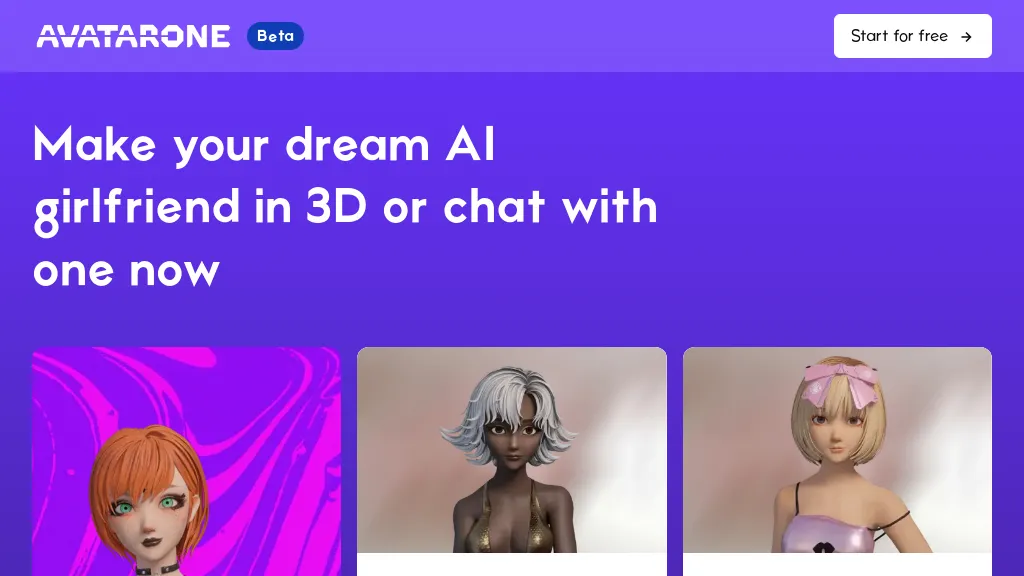 AVATARONE
Beta
Start for free
Make your dream AI
girlfriend in 3D or chat with
one now